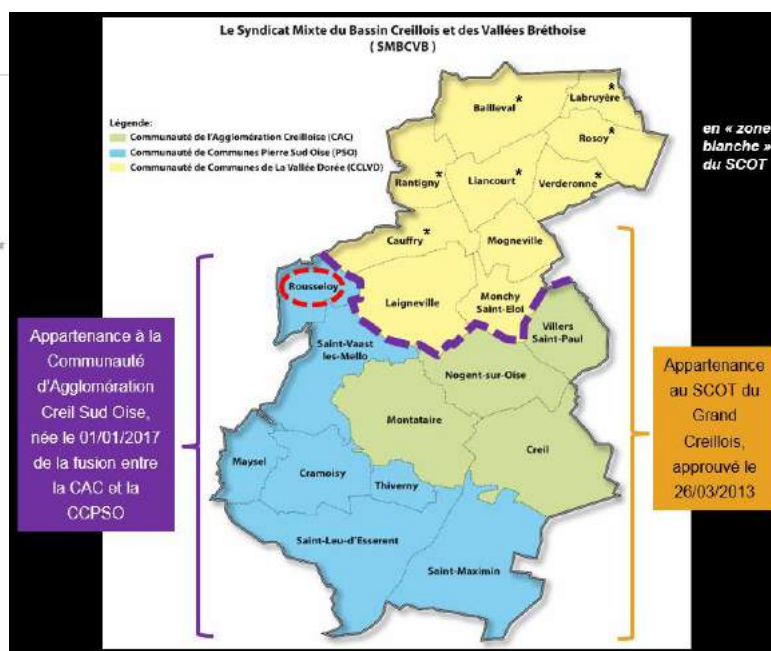 Le Syndicat Mixte du Bassin Creillois et des Vallées Bréthoise
( SMBCVB )
Légende:
Communauté de l'Agglomération Creilloise (CAC)
Communauté de Communes Pierre Sud Oise (PSO)
Communauté de Communes de La Vallée Dorée (CCLVD)
en « zone
blanche »
du SCOT
Bailleval *
Labruyère *
Rosoy *
Rantigny *
Liancourt *
Verderonne *
Cauffry *
Mogneville
Rousseloy
Laigneville
Monchy
Saint-Eloi
Villers
Saint-Paul
Saint-Vaast
les-Mello
Nogent-sur-Oise
Montataire
Creil
Maysel
Cramoisy
Thiverny
Saint-Leu-d'Esserent
Saint-Maximin
Appartenance à la
Communauté
d'Agglomération
Creil Sud Oise,
née le 01/01/2017
de la fusion entre
la CAC et la
CCPSO
Appartenance
au SCOT du
Grand
Creillois,
approuvé le
26/03/2013